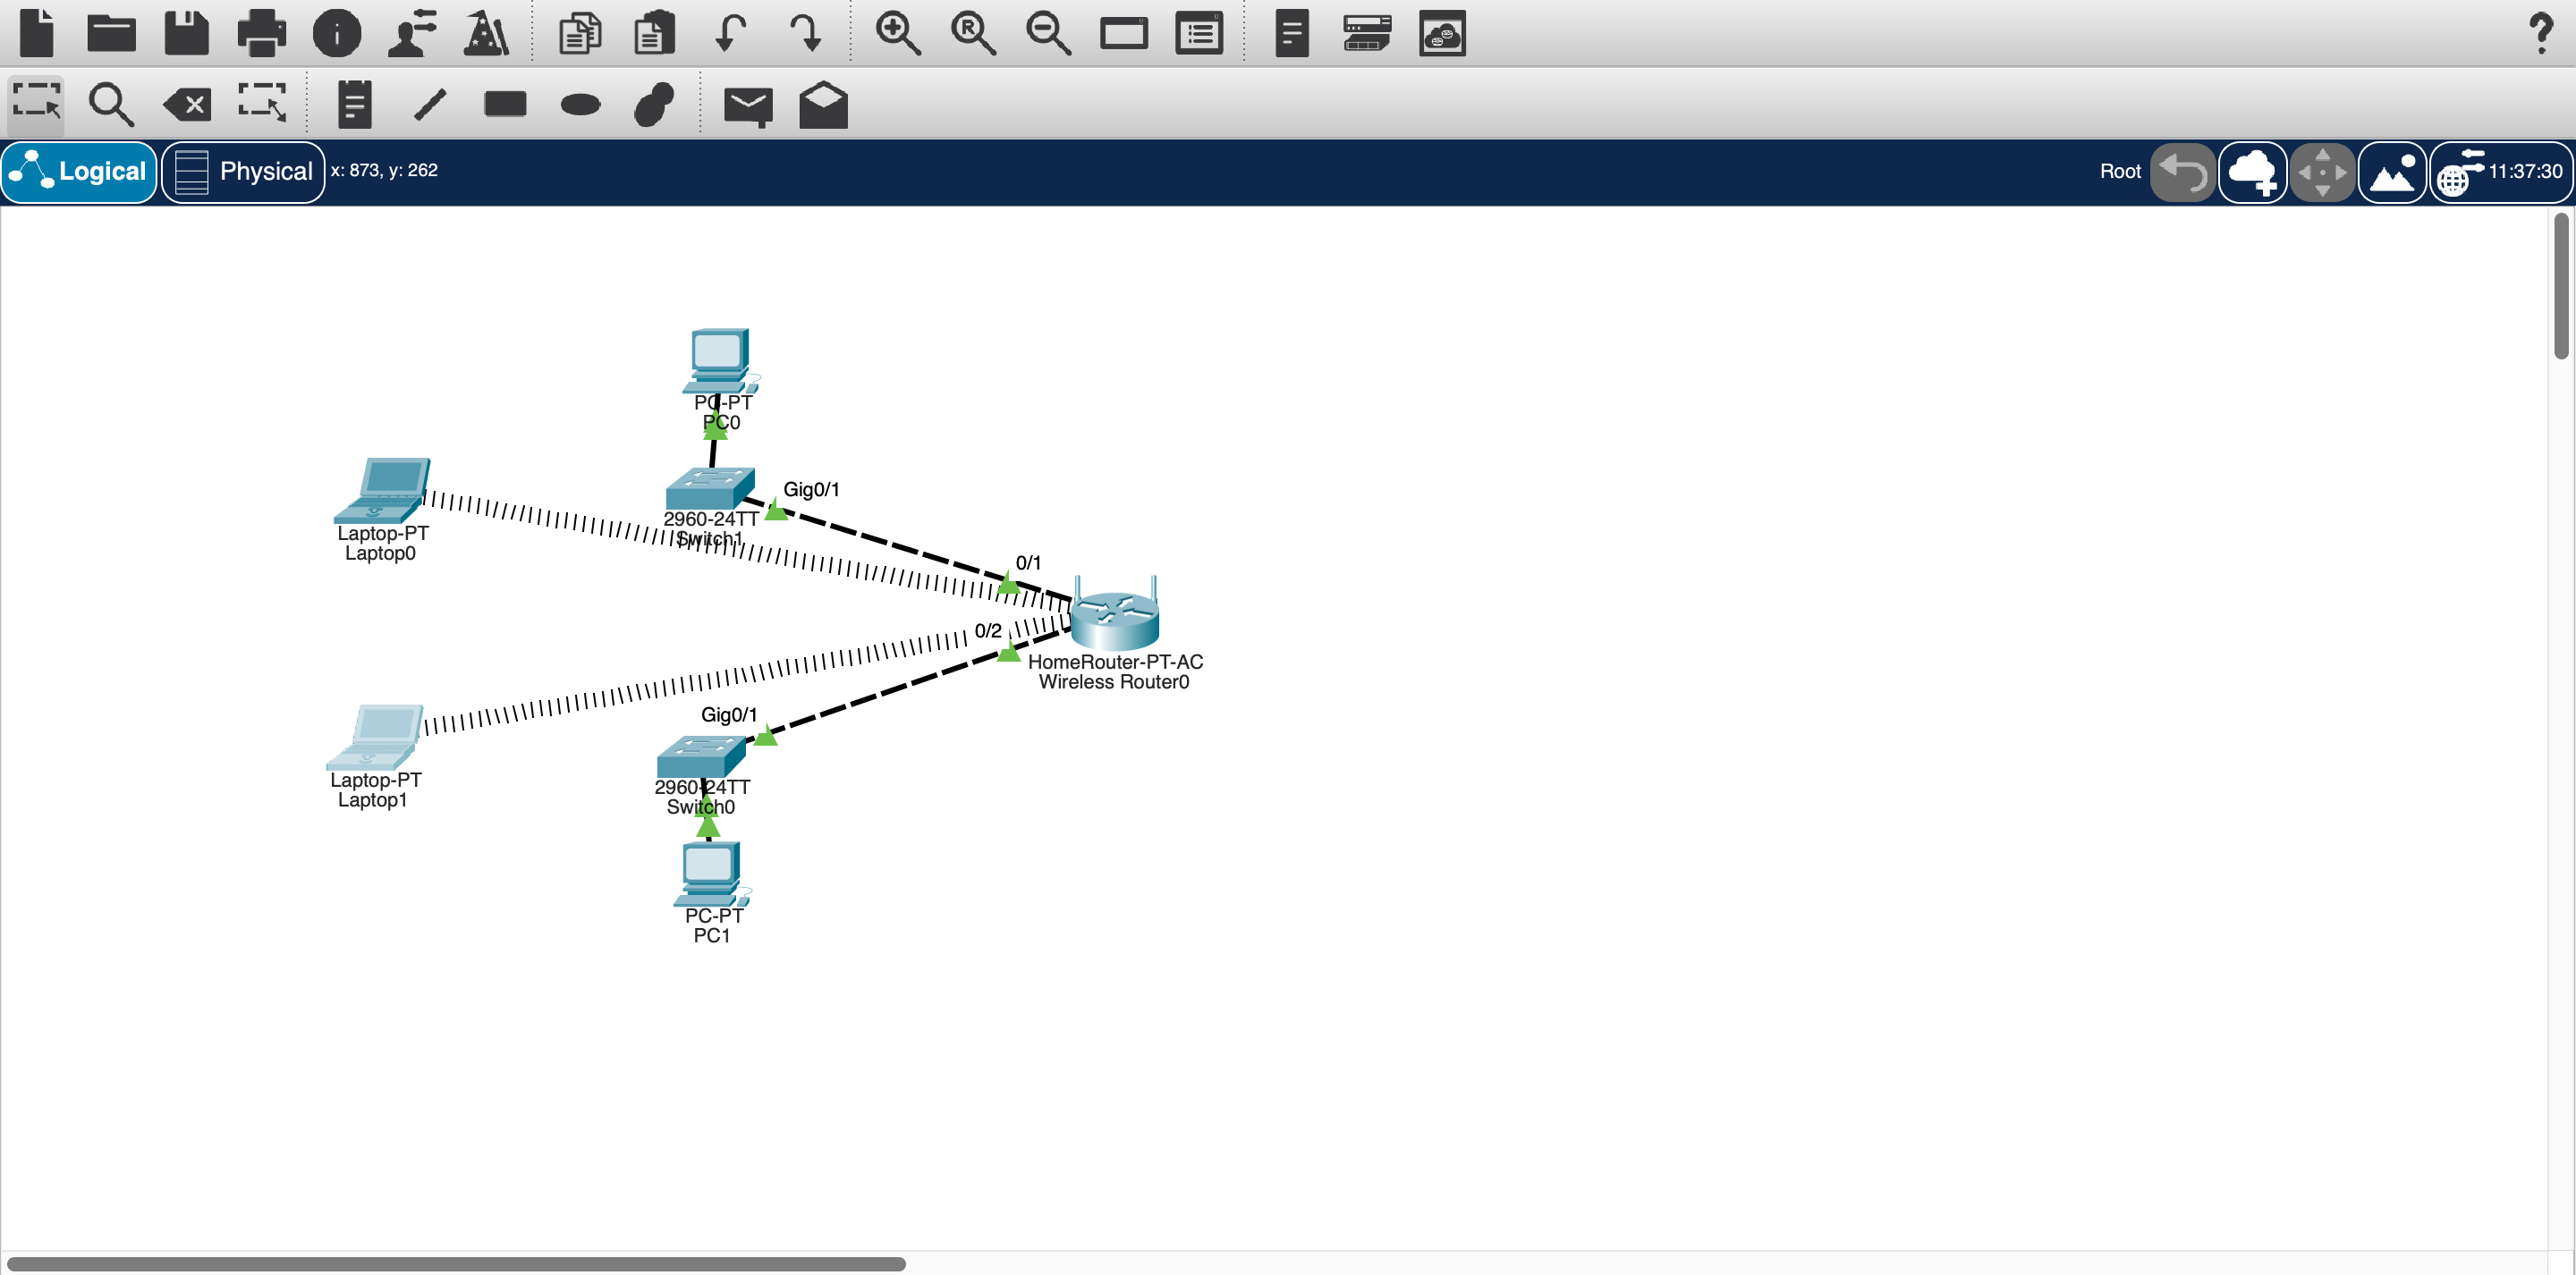 Logical
Physical
x: 873, y: 262
Root
11:37:30
PC-PT
PC0
Gig0/1
2960-24TT
Switch1
Laptop-PT
Laptop0
0/1
0/2
HomeRouter-PT-AC
Wireless Router0
Gig0/1
Laptop-PT
Laptop1
2960-24TT
Switch0
PC-PT
PC1